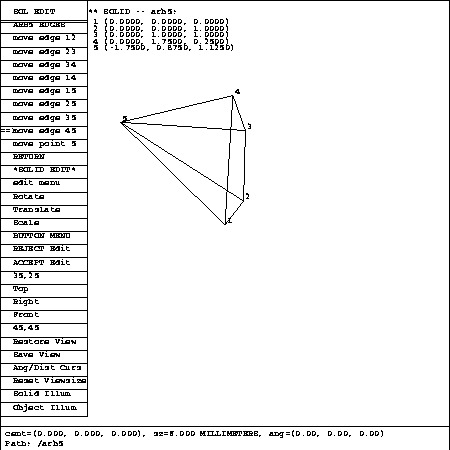 SOL EDIT
ARB5 EDGES
move edge 12
move edge 23
move edge 34
move edge 14
move edge 15
move edge 25
move edge 35
==move edge 45
move point 5
RETURN
*SOLID EDIT*
edit menu
Rotate
Translate
Scale
BUTTON MENU
REJECT Edit
ACCEPT Edit
35,25
Top
Right
Front
45,45
Restore View
Save View
Ang/Dist Curs
Reset Viewsize
Solid Illum
Object Illum
** SOLID -- arb5:
1 (0.0000, 0.0000, 0.0000)
2 (0.0000, 0.0000, 1.0000)
3 (0.0000, 1.0000, 1.0000)
4 (0.0000, 1.7500, 0.2500)
5 (-1.7500, 0.8750, 1.1250)
4
5
3
2
1
cent=(0.000, 0.000, 0.000), sz=8.000 MILLIMETERS, ang=(0.00, 0.00, 0.00)
Path: /arb5